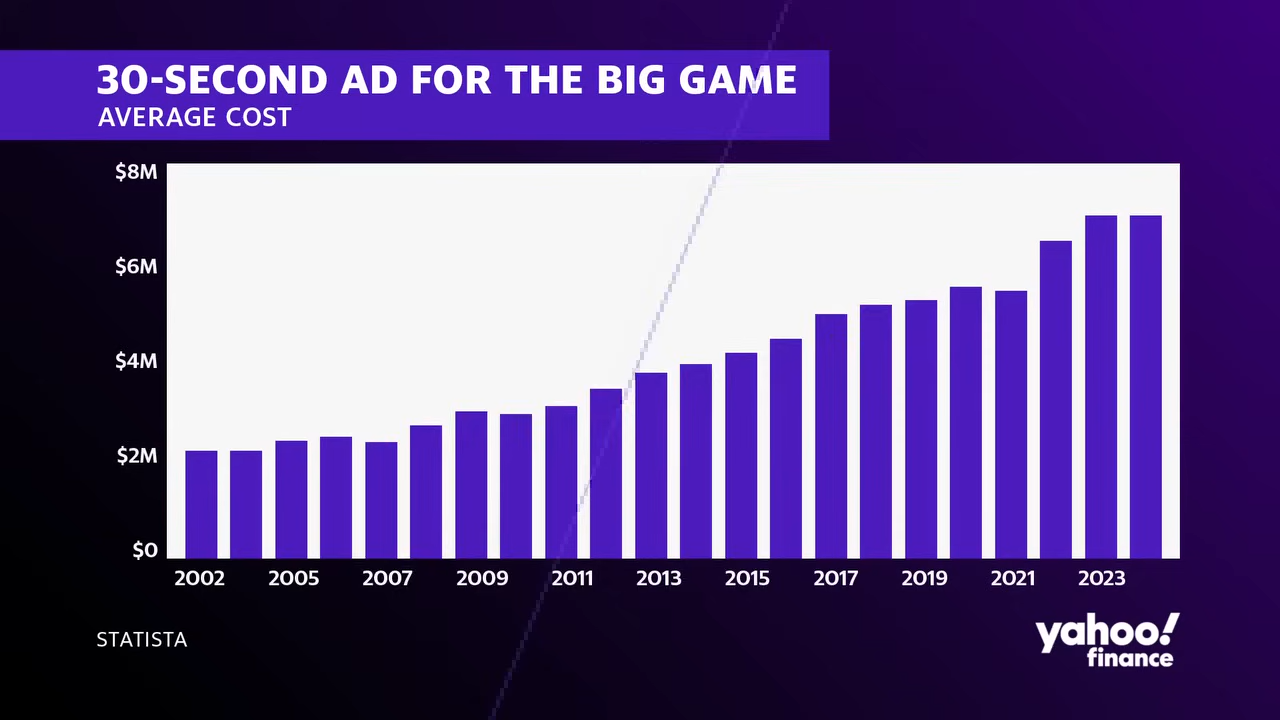 30-SECOND AD FOR THE BIG GAME
AVERAGE COST
$8M
$6M
$4M
$2M
$0
2002 2005 2007 2009 2011 2013 2015 2017 2019 2021 2023
STATISTA
yahoo!
finance